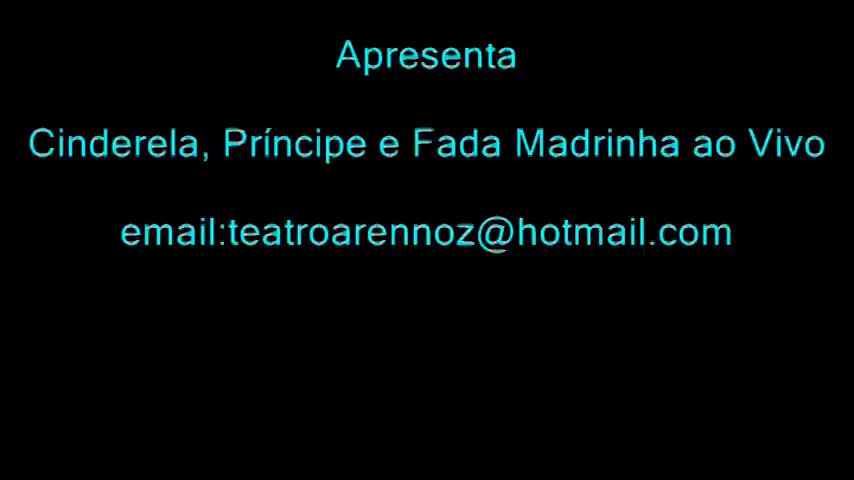 Apresenta
Cinderela, Príncipe e Fada Madrinha ao Vivo
email:teatroarennoz@hotmail.com